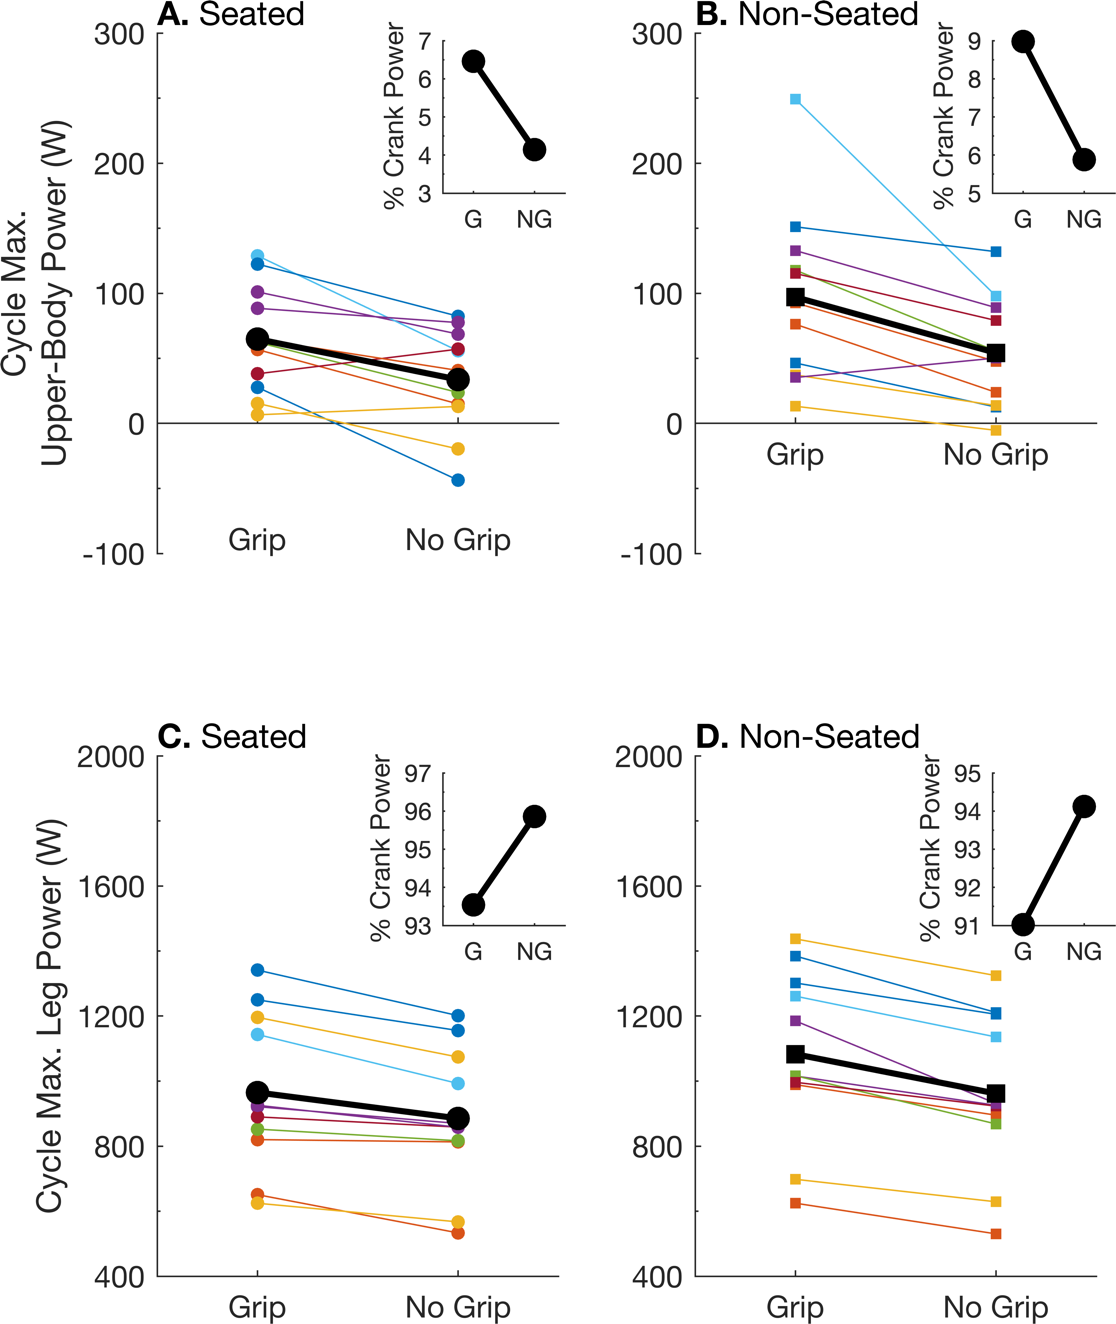 A. Seated
300
200
100
0
-100
Cycle Max.
Upper-Body Power (W)
Grip
No Grip
% Crank Power
7
6
5
4
3
G
NG
B. Non-Seated
300
200
100
0
-100
Grip
No Grip
% Crank Power
9
8
7
6
5
G
NG
C. Seated
2000
1600
1200
800
400
Cycle Max. Leg Power (W)
Grip
No Grip
% Crank Power
97
96
95
94
93
G
NG
D. Non-Seated
2000
1600
1200
800
400
Grip
No Grip
% Crank Power
95
94
93
92
91
G
NG